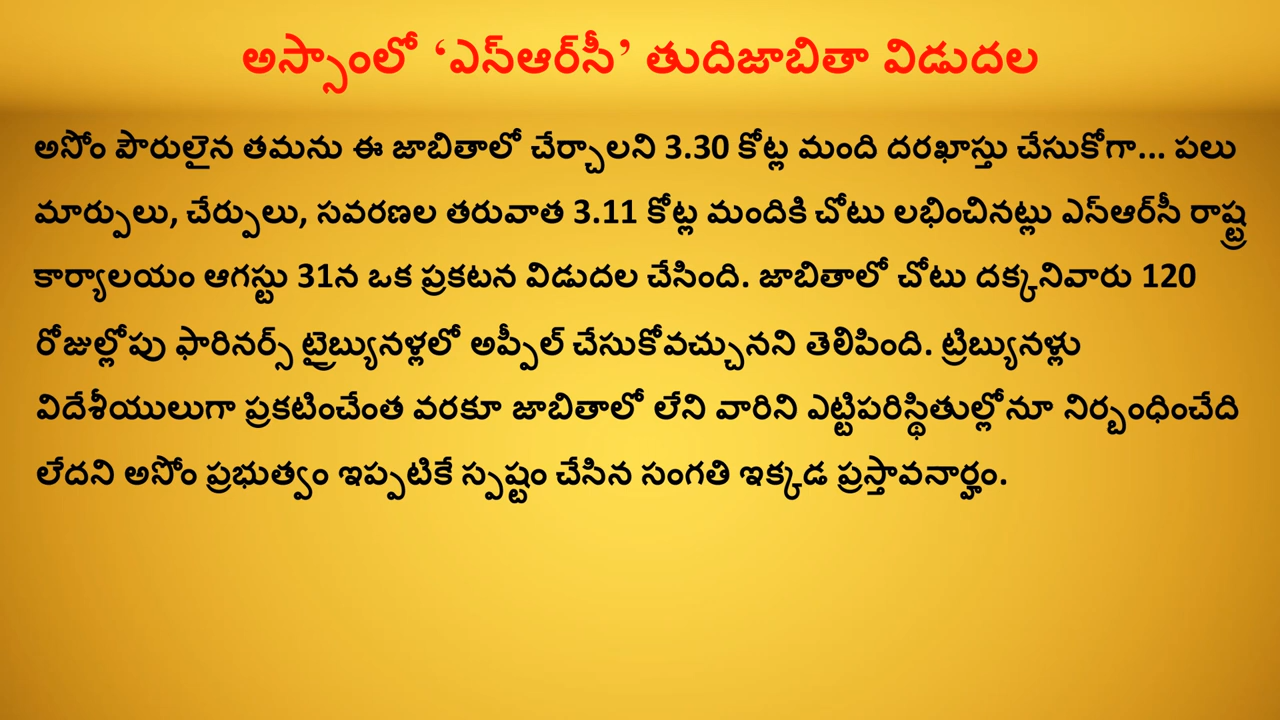 అస్సాంలో ‘ఎన్ఆర్‌సీ’ తుదిజాబితా విడుదల
అసోం పౌరులైన తమను ఈ జాబితాలో చేర్చాలని 3.30 కోట్ల మంది దరఖాస్తు చేసుకోగా... పలు
మార్పులు, చేర్పులు, సవరణల తరువాత 3.11 కోట్ల మందికి చోటు లభించినట్లు ఎస్ఆర్‌సీ రాష్ట్ర
కార్యాలయం ఆగస్టు 31న ఒక ప్రకటన విడుదల చేసింది. జాబితాలో చోటు దక్కనివారు 120
రోజుల్లోపు ఫారినర్స్ ట్రైబ్యునళ్లలో అప్పీల్ చేసుకోవచ్చునని తెలిపింది. ట్రిబ్యునళ్లు
విదేశీయులుగా ప్రకటించేంత వరకూ జాబితాలో లేని వారిని ఎట్టిపరిస్థితుల్లోనూ నిర్బంధించేది
లేదని అసోం ప్రభుత్వం ఇప్పటికే స్పష్టం చేసిన సంగతి ఇక్కడ ప్రస్తావనార్హం.